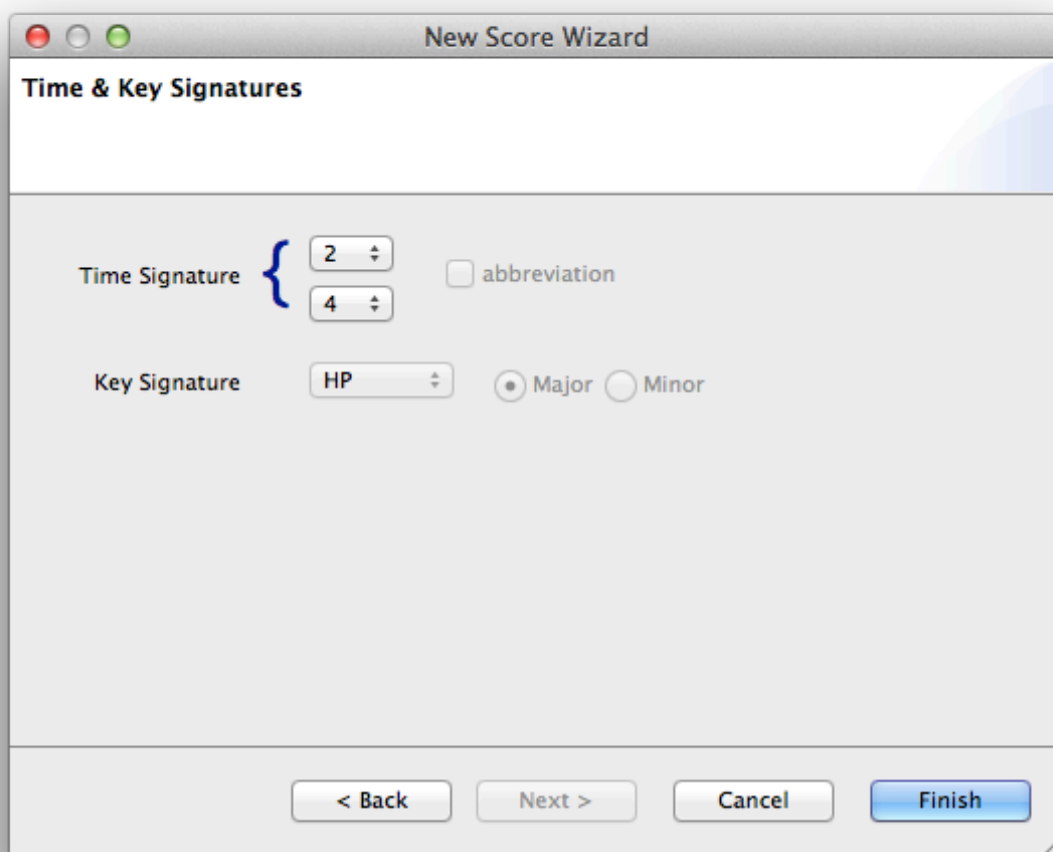 New Score Wizard
Time & Key Signatures
Time Signature { 2 abbreviation
4
Key Signature HP Major Minor
< Back Next > Cancel Finish